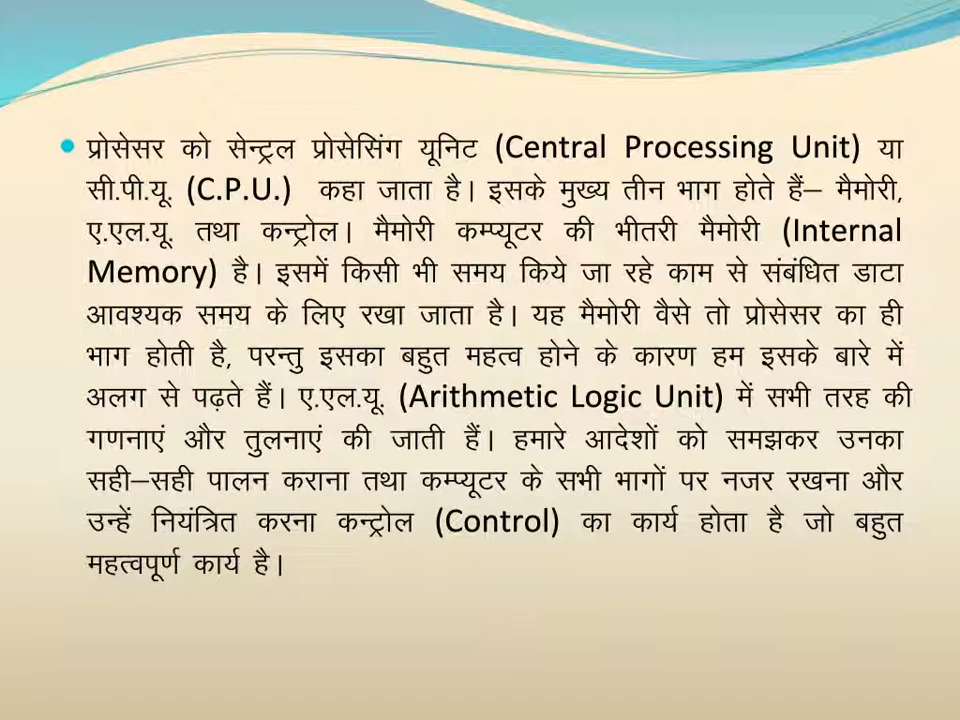 प्रोसेसर को सेन्ट्रल प्रोसेसिंग यूनिट (Central Processing Unit) या
सी.पी.यू. (C.P.U.) कहा जाता है। इसके मुख्य तीन भाग होते हैं– मैमोरी,
ए.एल.यू. तथा कन्ट्रोल। मैमोरी कम्प्यूटर की भीतरी मैमोरी (Internal
Memory) है। इसमें किसी भी समय किये जा रहे काम से संबंधित डाटा
आवश्यक समय के लिए रखा जाता है। यह मैमोरी वैसे तो प्रोसेसर का ही
भाग होती है, परन्तु इसका बहुत महत्व होने के कारण हम इसके बारे में
अलग से पढ़ते हैं। ए.एल.यू. (Arithmetic Logic Unit) में सभी तरह की
गणनाएं और तुलनाएं की जाती हैं। हमारे आदेशों को समझकर उनका
सही–सही पालन कराना तथा कम्प्यूटर के सभी भागों पर नजर रखना और
उन्हें नियंत्रित करना कन्ट्रोल (Control) का कार्य होता है जो बहुत
महत्वपूर्ण कार्य है।